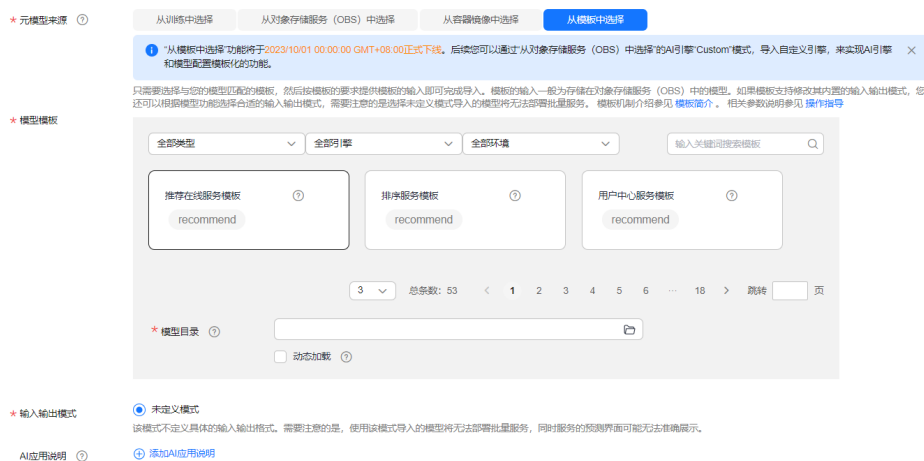 * 元模型来源
从训练中选择 从对象存储服务（OBS）中选择 从容器镜像中选择 从模板中选择
“从模板中选择”功能将于2023/10/01 00:00:00 GMT+08:00正式下线。后续您可以通过“从对象存储服务（OBS）中选择”的AI引擎“Custom”模式，导入自定义引擎，来实现AI引擎
和模型配置模板化的功能。
只需要选择与您的模型匹配的模板，然后按模板的要求提供模板的输入即可完成导入。模板的输入一般为存储在对象存储服务（OBS）中的模型。如果模板支持修改其内置的输入输出模式，您
还可以根据模型功能选择合适的输入输出模式，需要注意的是选择未定义模式导入的模型将无法部署批量服务。 模板机制介绍参见 模板简介 。 相关参数说明参见 操作指导
* 模型模板
全部类型 全部引擎 全部环境 输入关键词搜索模板
推荐在线服务模板 排序服务模板 用户中心服务模板
recommend recommend recommend
3 总条数：53 < 1 2 3 4 5 6 ... 18 > 跳转 页
* 模型目录
动态加载
* 输入输出模式
未定义模式
该模式不定义具体的输入输出格式。需要注意的是，使用该模式导入的模型将无法部署批量服务，同时服务的预测界面可能无法准确展示。
AI应用说明
添加AI应用说明